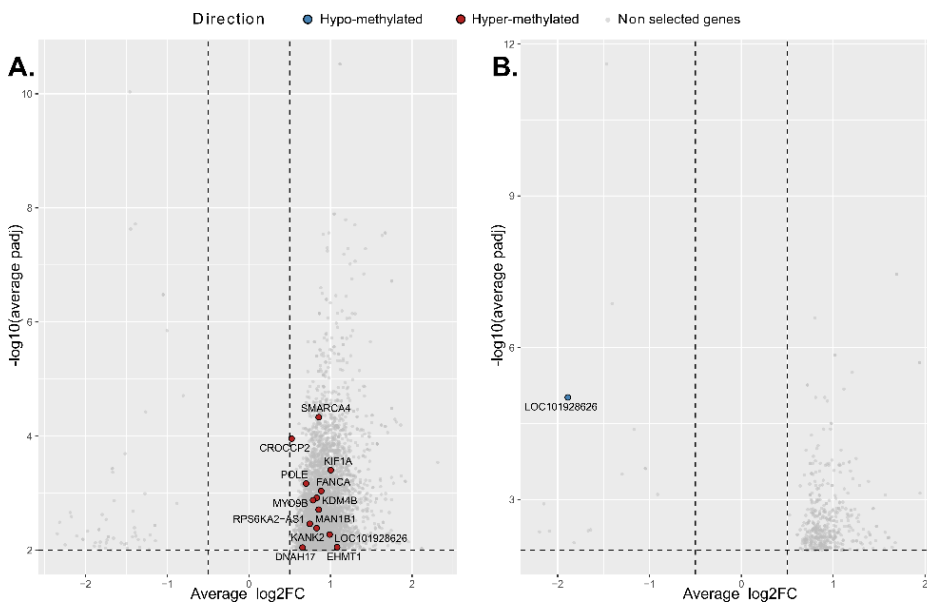 Direction Hypo-methylated Hyper-methylated Non selected genes
A.
-log10(average padj)
10
8
6
4
2
SMARCA4
CROCCP2
KIF1A
POLE
FANCA
MYO9B
KDM4B
RPS6KA2-AS1
MAN1B1
KANK2
LOC101928626
DNAH17
EHMT1
-2
-1
0
1
2
Average log2FC
B.
-log10(average padj)
12
9
6
3
LOC101928626
-2
-1
0
1
2
Average log2FC